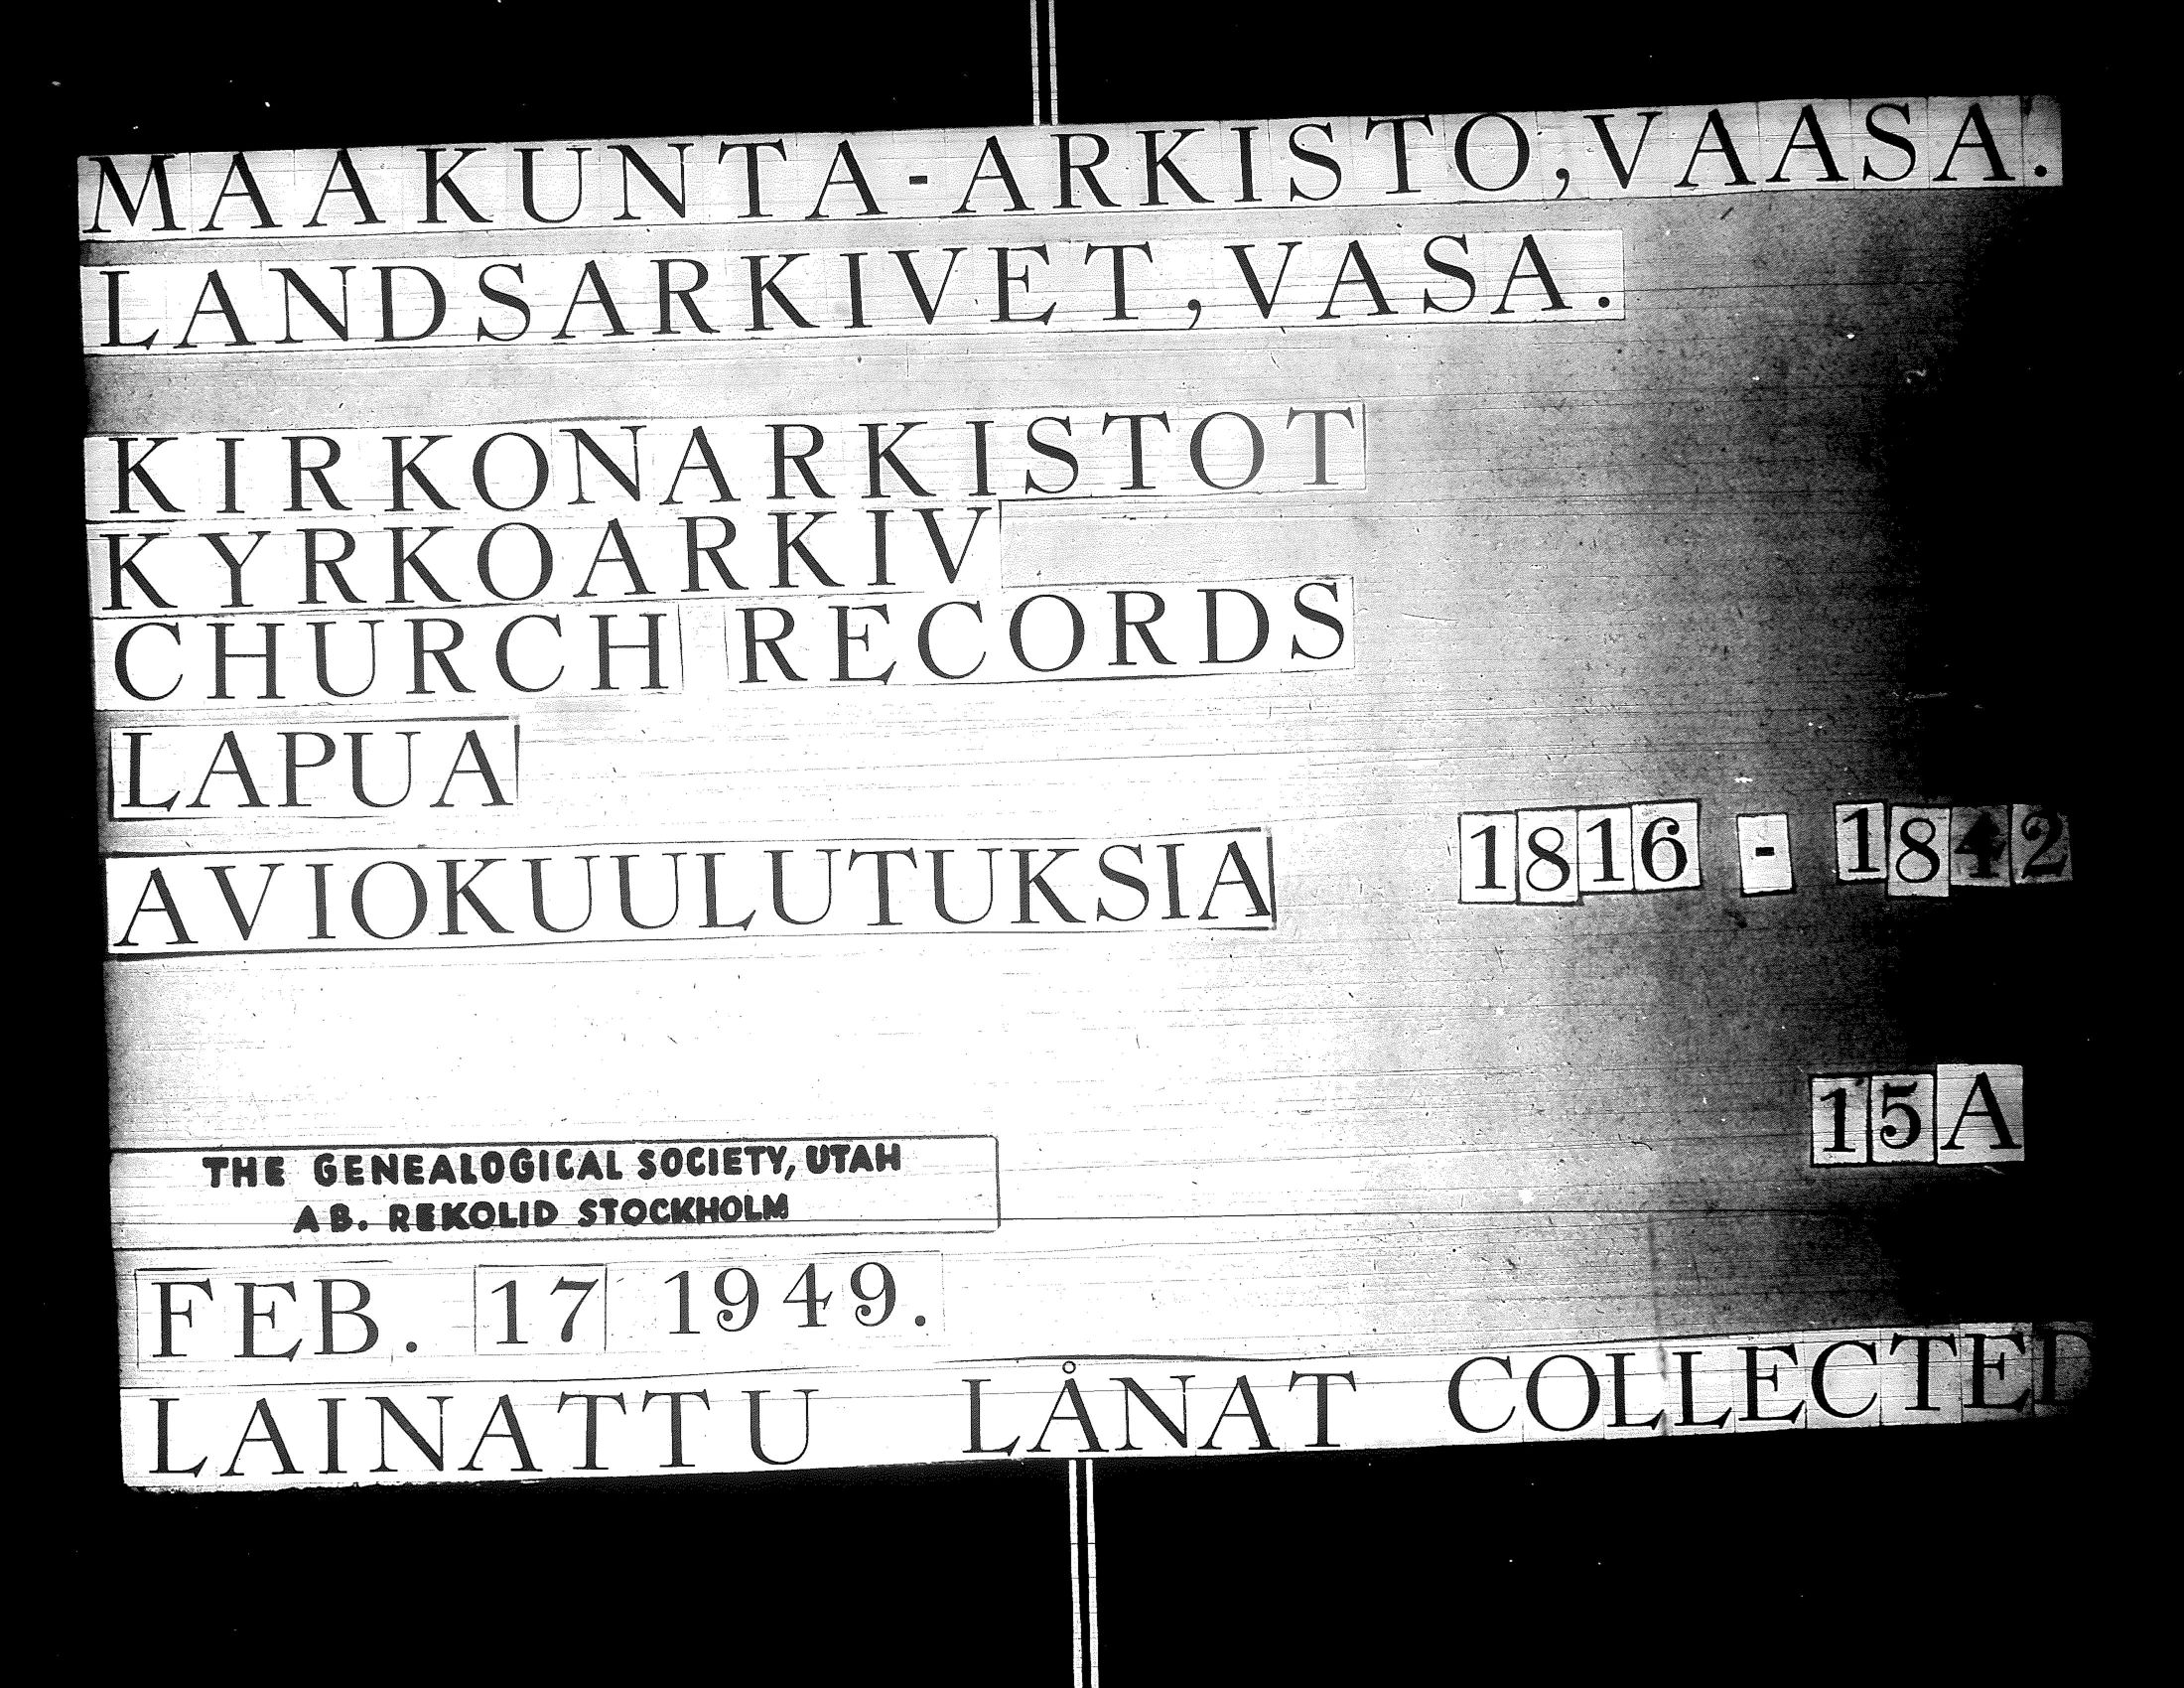 MAAKUNTA-ARKISTO, VAASA.
LANDSARKIVET, VASA.
KIRKONARKISTOT
KYRKOARKIV
CHURCH RECORDS
LAPUA
AVIOKUULUTUKSIA 1816 - 1842
15A
THE GENEALOGICAL SOCIETY, UTAH
AB. REKOLID STOCKHOLM
FEB. 17 1949.
LAINATTU LÅNAT COLLECTED